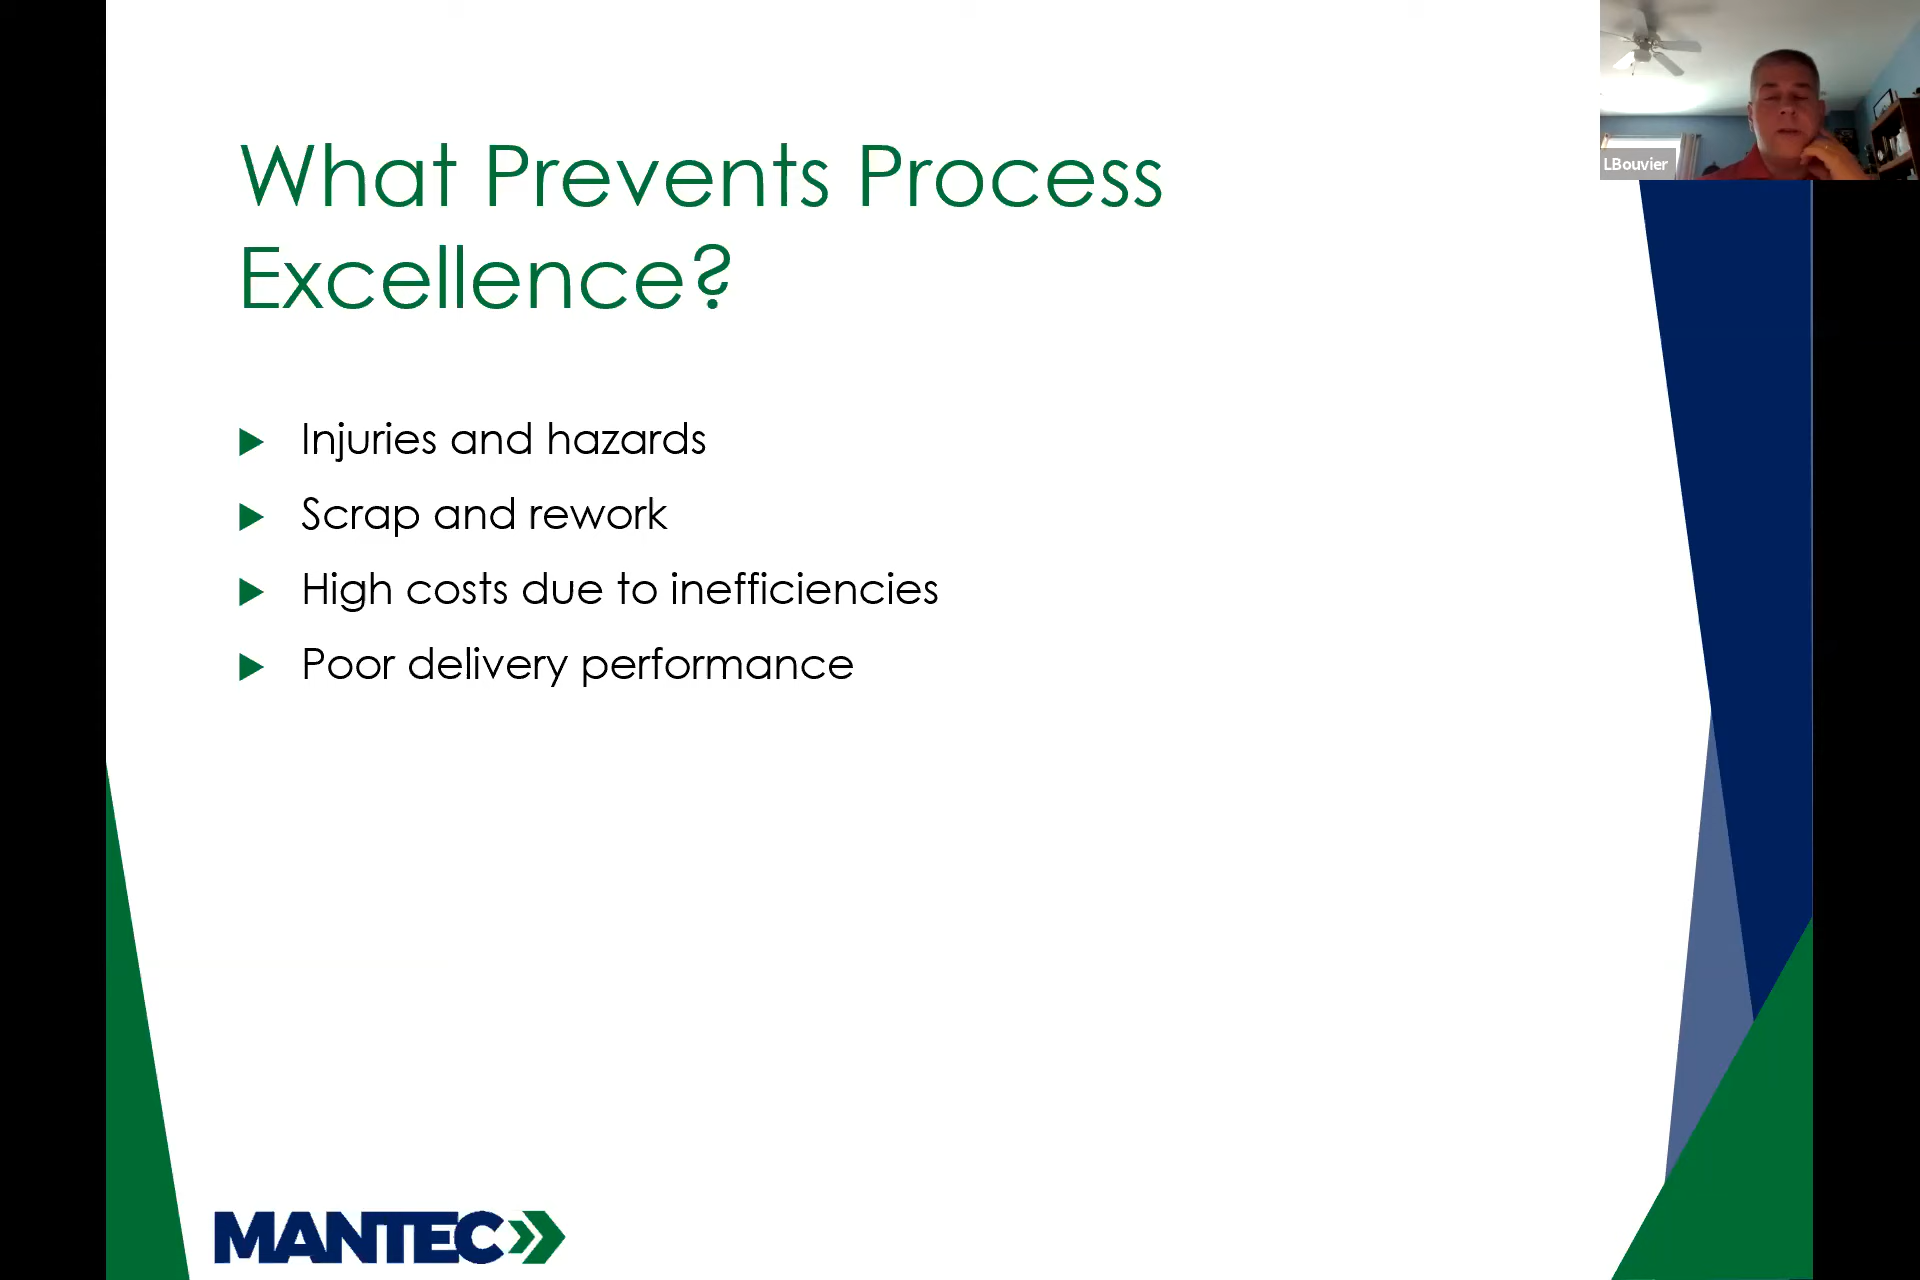 What Prevents Process
Excellence?
Injuries and hazards
Scrap and rework
High costs due to inefficiencies
Poor delivery performance
MANTEC
LBouvier